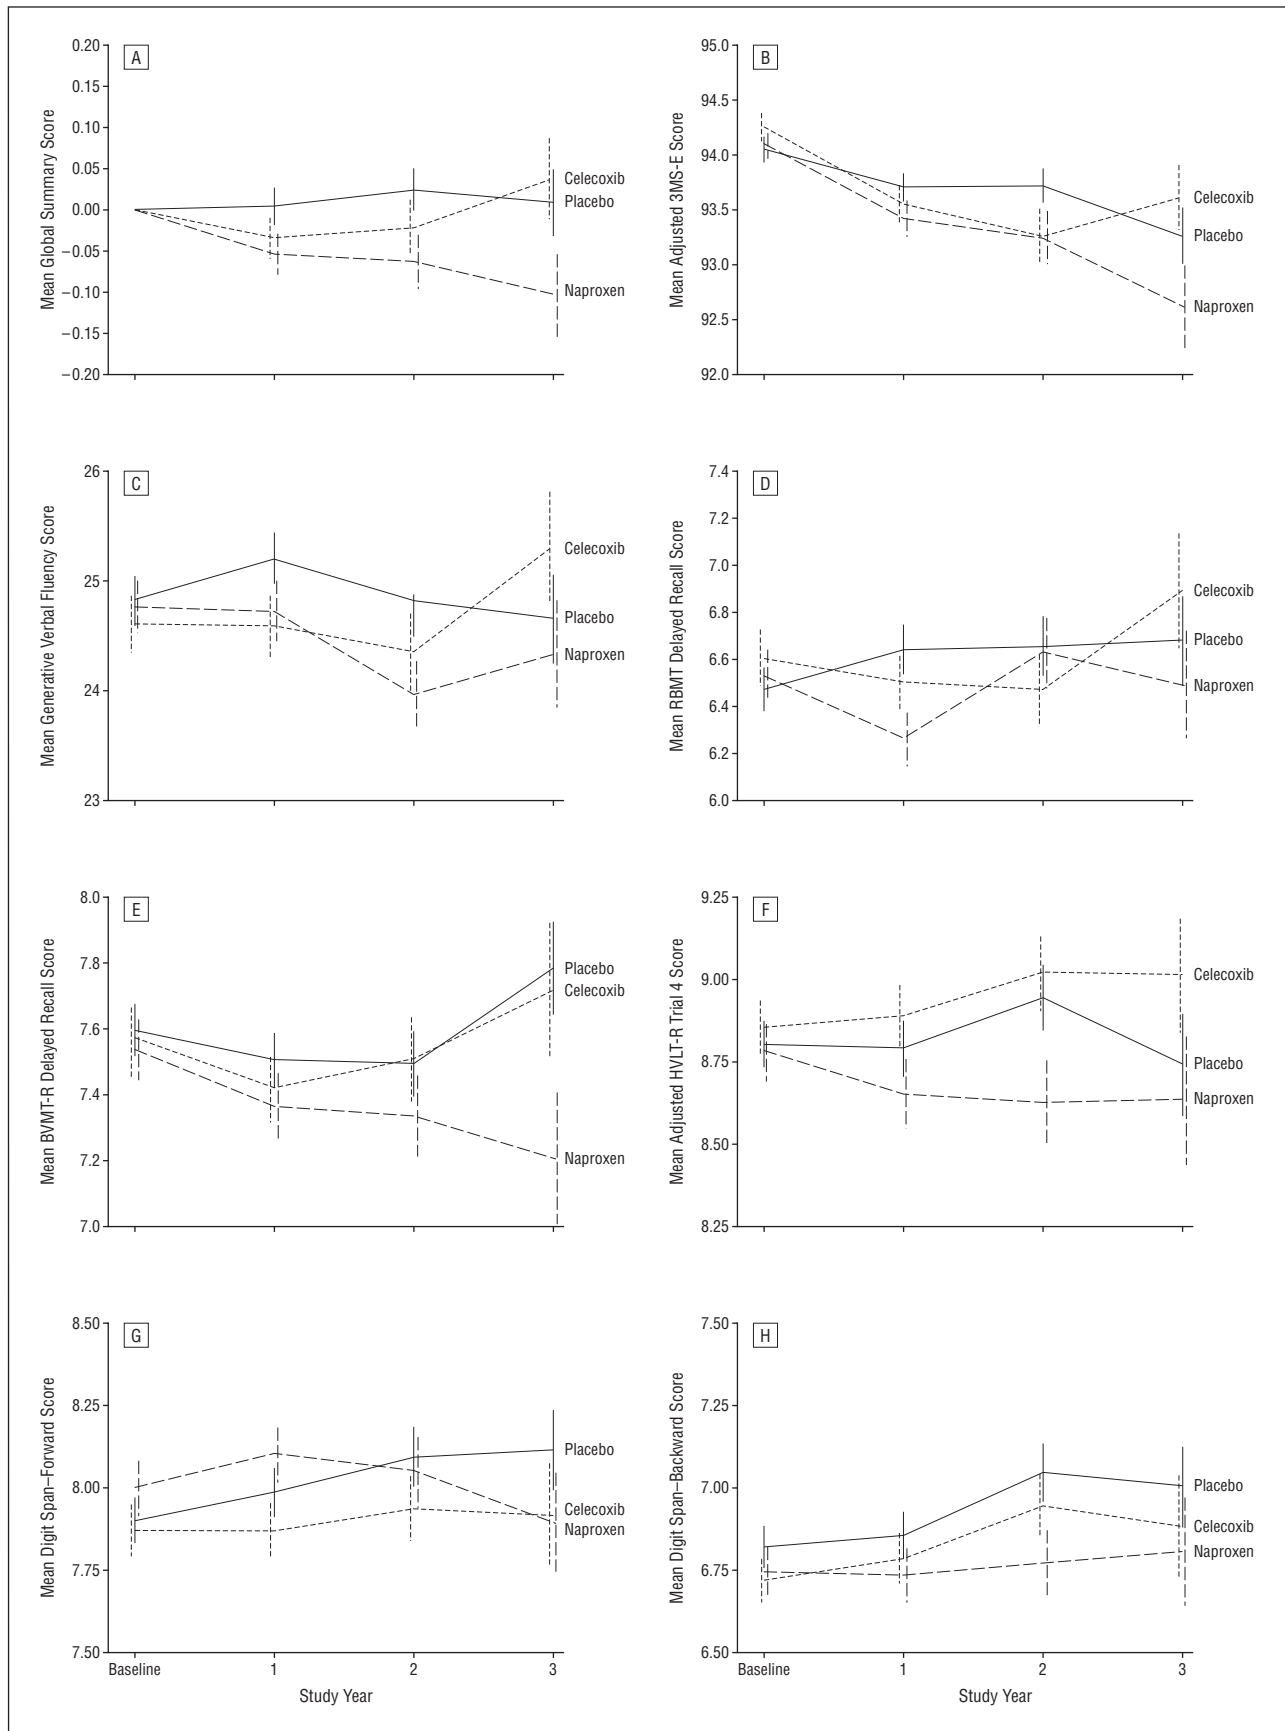 A
Mean Global Summary Score
0.20
0.15
0.10
0.05
0.00
−0.05
−0.10
−0.15
−0.20
Celecoxib
Placebo
Naproxen
B
Mean Adjusted 3MS-E Score
95.0
94.5
94.0
93.5
93.0
92.5
92.0
Celecoxib
Placebo
Naproxen
C
Mean Generative Verbal Fluency Score
26
25
24
23
Celecoxib
Placebo
Naproxen
D
Mean RBMT Delayed Recall Score
7.4
7.2
7.0
6.8
6.6
6.4
6.2
6.0
Celecoxib
Placebo
Naproxen
E
Mean BVMT-R Delayed Recall Score
8.0
7.8
7.6
7.4
7.2
7.0
Placebo
Celecoxib
Naproxen
F
Mean Adjusted HVLT-R Trial 4 Score
9.25
9.00
8.75
8.50
8.25
Celecoxib
Placebo
Naproxen
G
Mean Digit Span–Forward Score
8.50
8.25
8.00
7.75
7.50
Placebo
Celecoxib
Naproxen
Baseline 1 2 3
Study Year
H
Mean Digit Span–Backward Score
7.50
7.25
7.00
6.75
6.50
Placebo
Celecoxib
Naproxen
Baseline 1 2 3
Study Year